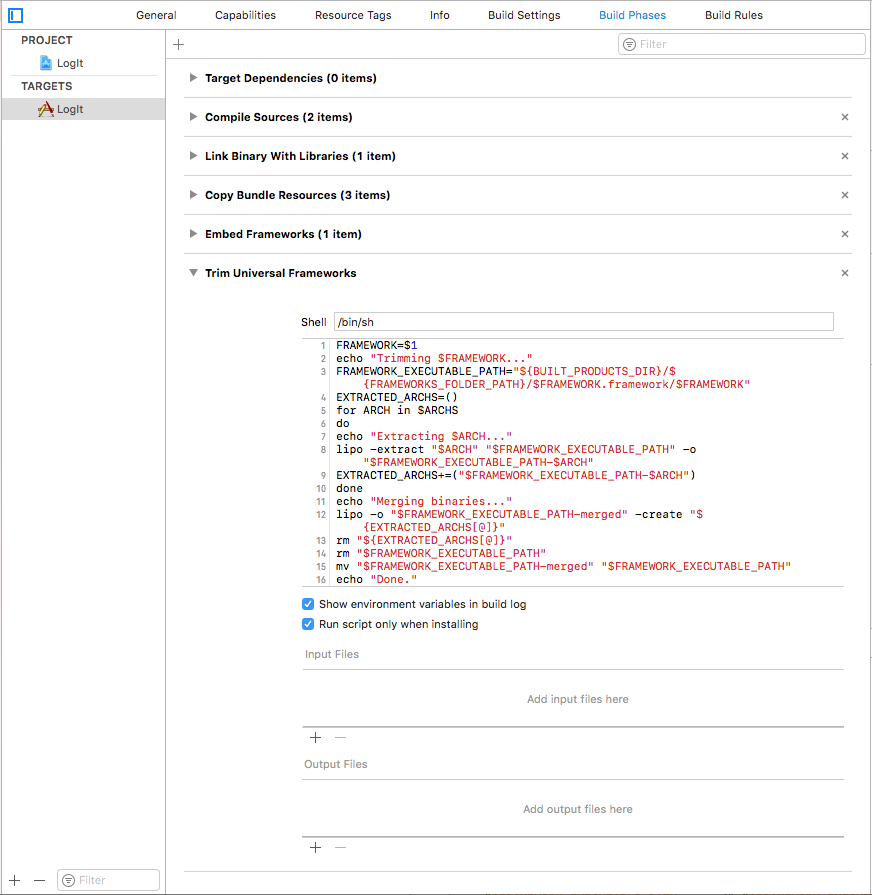 General Capabilities Resource Tags Info Build Settings Build Phases Build Rules
PROJECT
LogIt
TARGETS
LogIt
+
Filter
Target Dependencies (0 items)
Compile Sources (2 items)
Link Binary With Libraries (1 item)
Copy Bundle Resources (3 items)
Embed Frameworks (1 item)
Trim Universal Frameworks
Shell /bin/sh
1 FRAMEWORK=$1
2 echo "Trimming $FRAMEWORK..."
3 FRAMEWORK_EXECUTABLE_PATH="${BUILT_PRODUCTS_DIR}/$
{FRAMEWORKS_FOLDER_PATH}/$FRAMEWORK.framework/$FRAMEWORK"
4 EXTRACTED_ARCHS=()
5 for ARCH in $ARCHS
6 do
7 echo "Extracting $ARCH..."
8 lipo -extract "$ARCH" "$FRAMEWORK_EXECUTABLE_PATH" -o
"$FRAMEWORK_EXECUTABLE_PATH-$ARCH"
9 EXTRACTED_ARCHS+=("$FRAMEWORK_EXECUTABLE_PATH-$ARCH")
10 done
11 echo "Merging binaries..."
12 lipo -o "$FRAMEWORK_EXECUTABLE_PATH-merged" -create "$
{EXTRACTED_ARCHS[@]}"
13 rm "${EXTRACTED_ARCHS[@]}"
14 rm "$FRAMEWORK_EXECUTABLE_PATH"
15 mv "$FRAMEWORK_EXECUTABLE_PATH-merged" "$FRAMEWORK_EXECUTABLE_PATH"
16 echo "Done."
Show environment variables in build log
Run script only when installing
Input Files
Add input files here
+ −
Output Files
Add output files here
+ −
+ − Filter